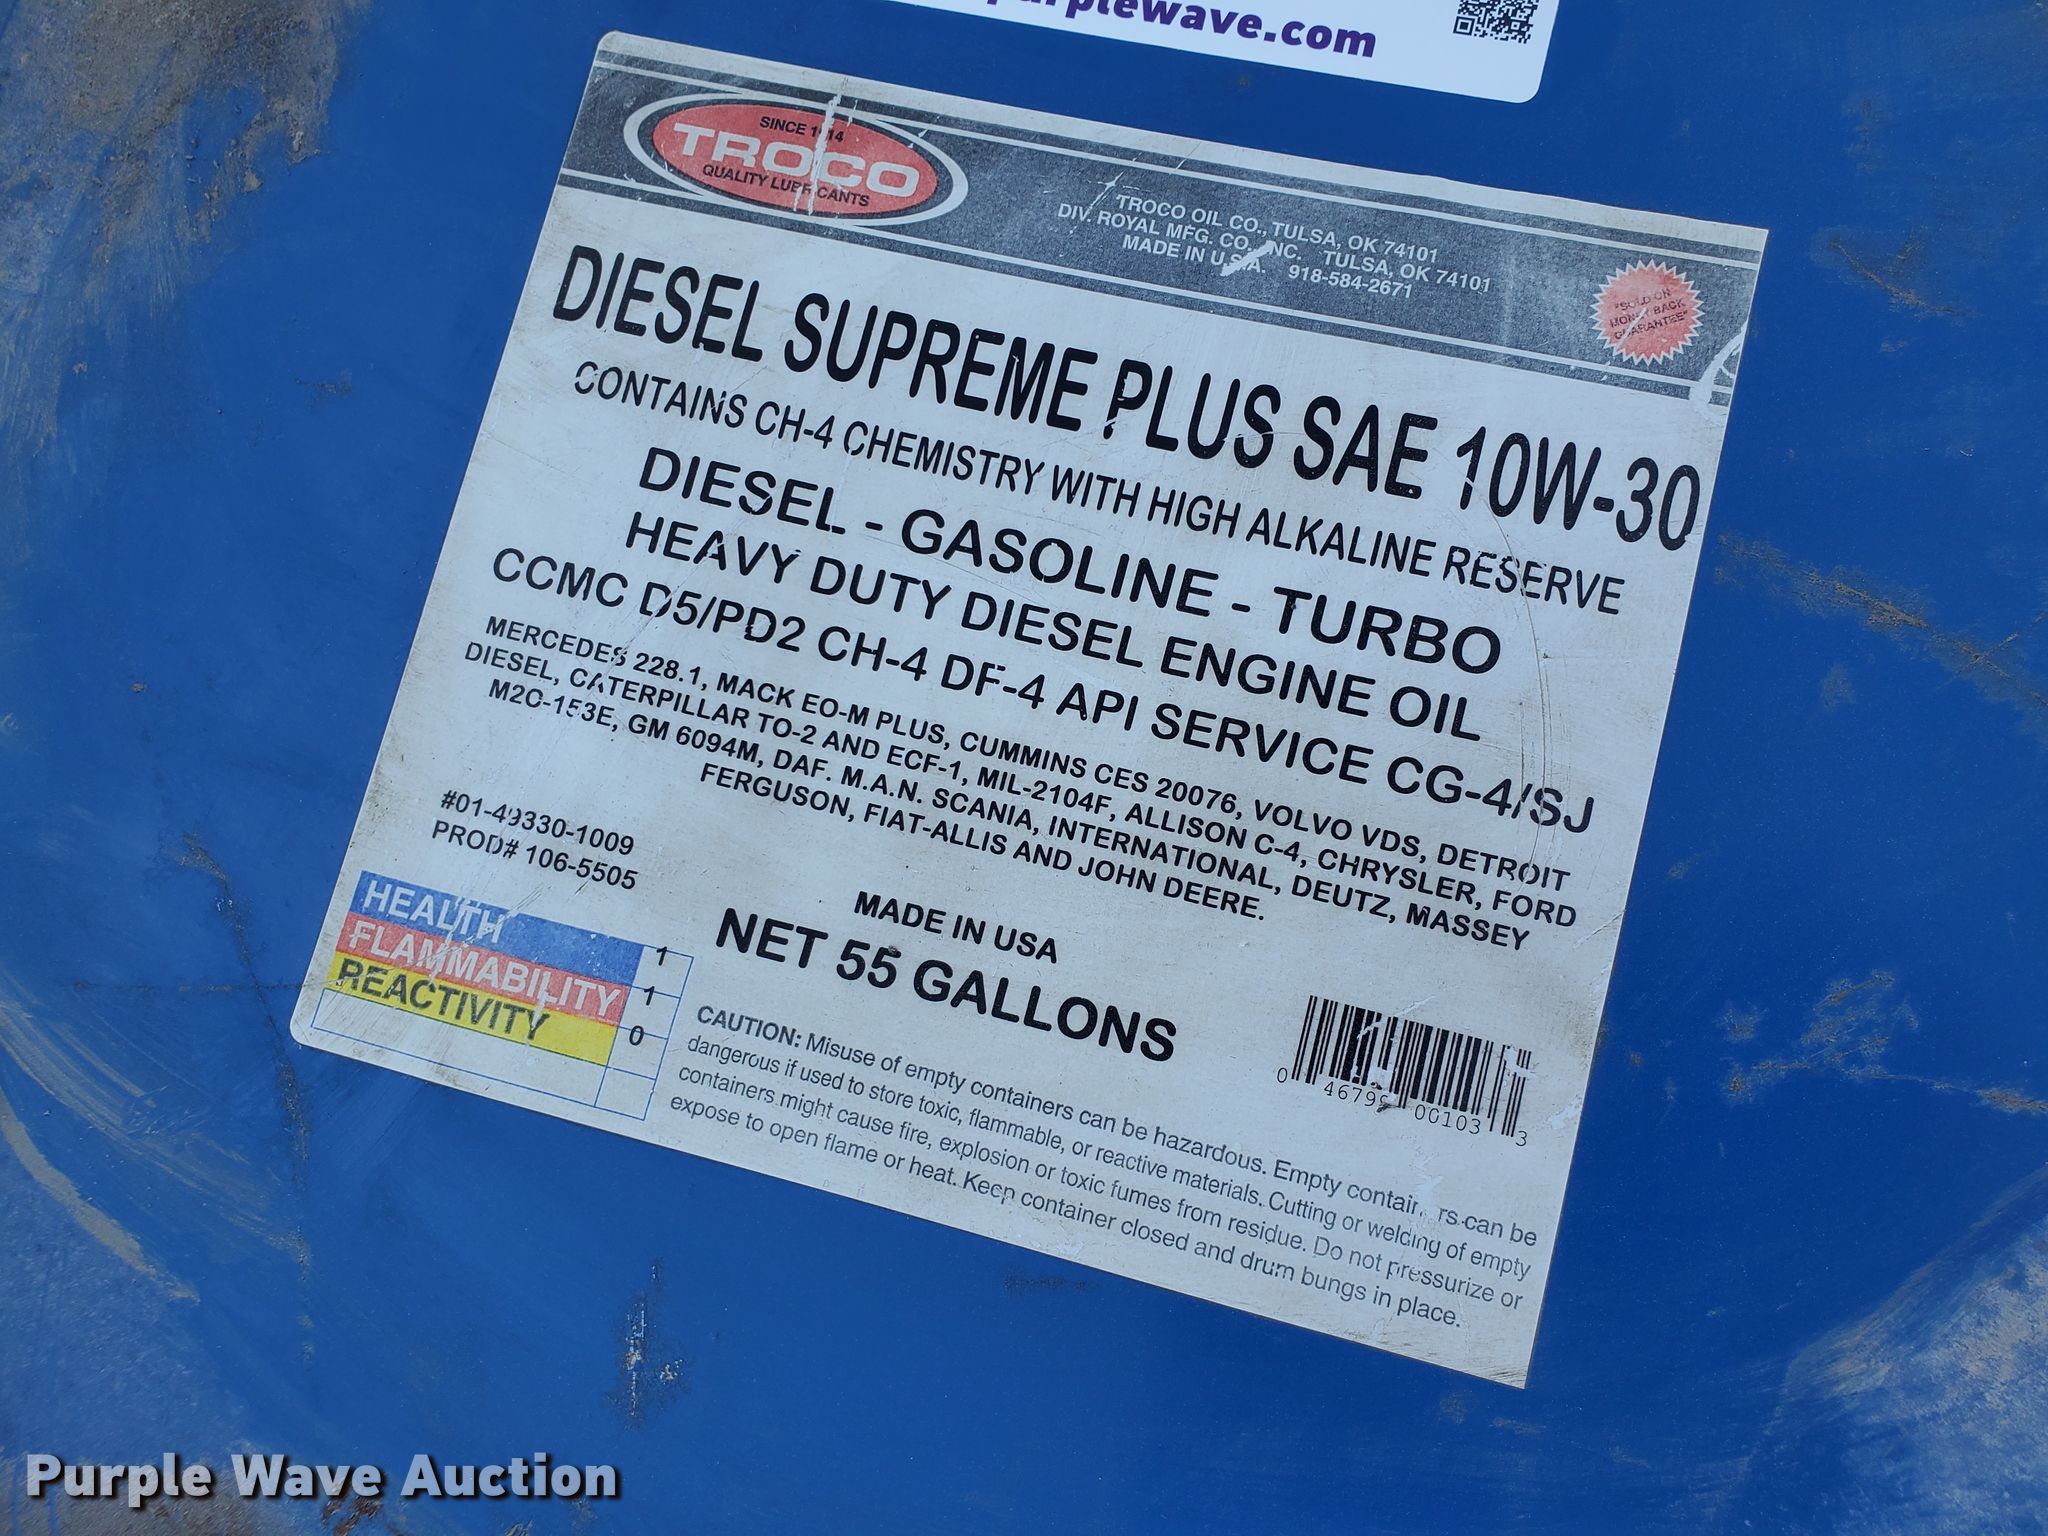 purplewave.com
SINCE 1914
TROCO
QUALITY LUBRICANTS
TROCO OIL CO., TULSA, OK 74101
DIV. ROYAL MFG. CO., INC. TULSA, OK 74101
MADE IN U.S.A. 918-584-2671
"SOLD ON
MONEY BACK
GUARANTEE"
DIESEL SUPREME PLUS SAE 10W-30
CONTAINS CH-4 CHEMISTRY WITH HIGH ALKALINE RESERVE
DIESEL - GASOLINE - TURBO
HEAVY DUTY DIESEL ENGINE OIL
CCMC D5/PD2 CH-4 DF-4 API SERVICE CG-4/SJ
MERCEDES 228.1, MACK EO-M PLUS, CUMMINS CES 20076, VOLVO VDS, DETROIT
DIESEL, CATERPILLAR TO-2 AND ECF-1, MIL-2104F, ALLISON C-4, CHRYSLER, FORD
M2C-153E, GM 6094M, DAF. M.A.N. SCANIA, INTERNATIONAL, DEUTZ, MASSEY
FERGUSON, FIAT-ALLIS AND JOHN DEERE.
#01-49330-1009
PROD# 106-5505
MADE IN USA
NET 55 GALLONS
HEALTH 1
FLAMMABILITY 1
REACTIVITY 0
CAUTION: Misuse of empty containers can be hazardous. Empty containers can be
dangerous if used to store toxic, flammable, or reactive materials. Cutting or welding of empty
containers might cause fire, explosion or toxic fumes from residue. Do not pressurize or
expose to open flame or heat. Keep container closed and drum bungs in place.
0 46799 00103 3
Purple Wave Auction